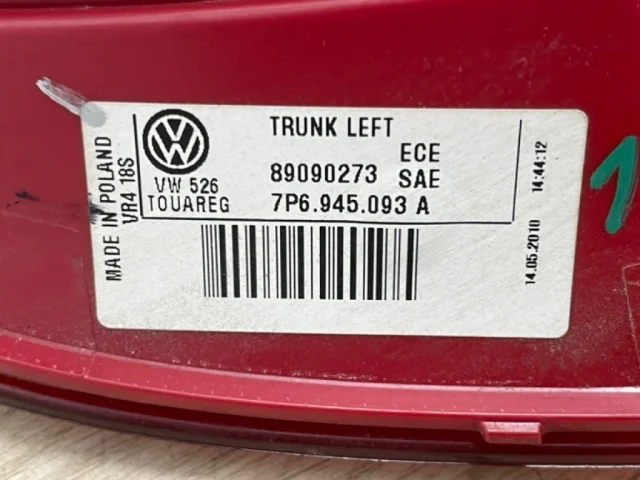 TRUNK LEFT
ECE
89090273 SAE
VW 526
TOUAREG
7P6.945.093 A
MADE IN POLAND
VR4 18S
14.05.2010 14:44:12
1